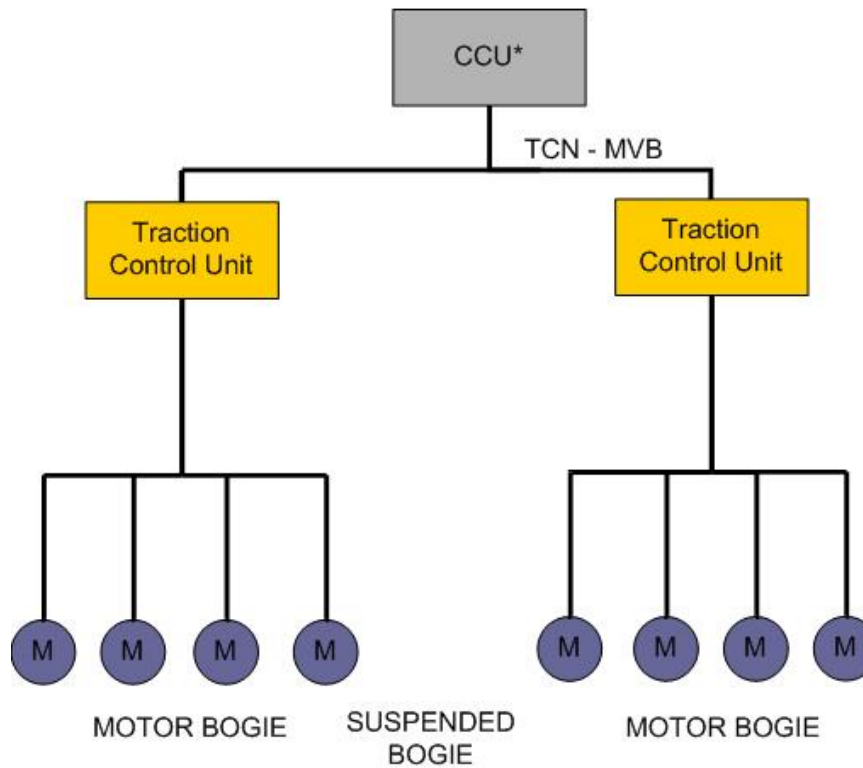 CCU*
TCN - MVB
Traction
Control Unit
Traction
Control Unit
M M M M M M M M
MOTOR BOGIE
SUSPENDED
BOGIE
MOTOR BOGIE